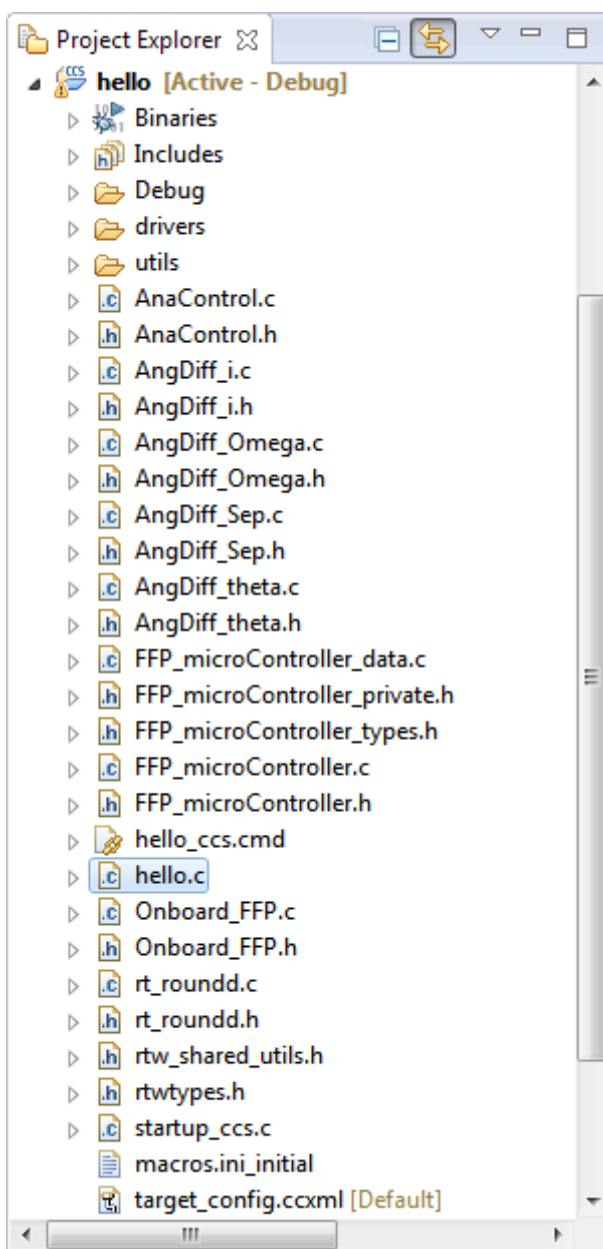 Project Explorer
hello [Active - Debug]
Binaries
Includes
Debug
drivers
utils
AnaControl.c
AnaControl.h
AngDiff_i.c
AngDiff_i.h
AngDiff_Omega.c
AngDiff_Omega.h
AngDiff_Sep.c
AngDiff_Sep.h
AngDiff_theta.c
AngDiff_theta.h
FFP_microController_data.c
FFP_microController_private.h
FFP_microController_types.h
FFP_microController.c
FFP_microController.h
hello_ccs.cmd
hello.c
Onboard_FFP.c
Onboard_FFP.h
rt_roundd.c
rt_roundd.h
rtw_shared_utils.h
rtwtypes.h
startup_ccs.c
macros.ini_initial
target_config.ccxml [Default]